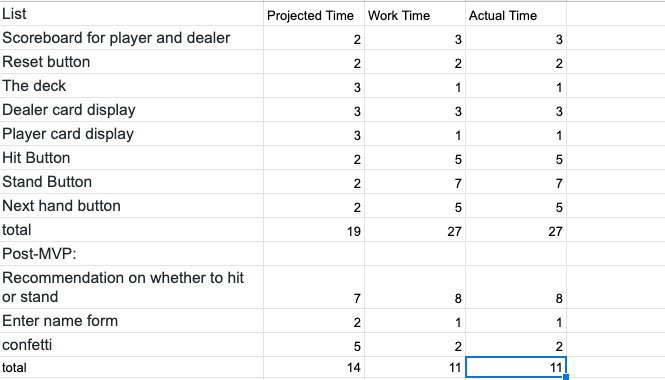 List Projected Time Work Time Actual Time
Scoreboard for player and dealer 2 3 3
Reset button 2 2 2
The deck 3 1 1
Dealer card display 3 3 3
Player card display 3 1 1
Hit Button 2 5 5
Stand Button 2 7 7
Next hand button 2 5 5
total 19 27 27
Post-MVP:
Recommendation on whether to hit
or stand 7 8 8
Enter name form 2 1 1
confetti 5 2 2
total 14 11 11